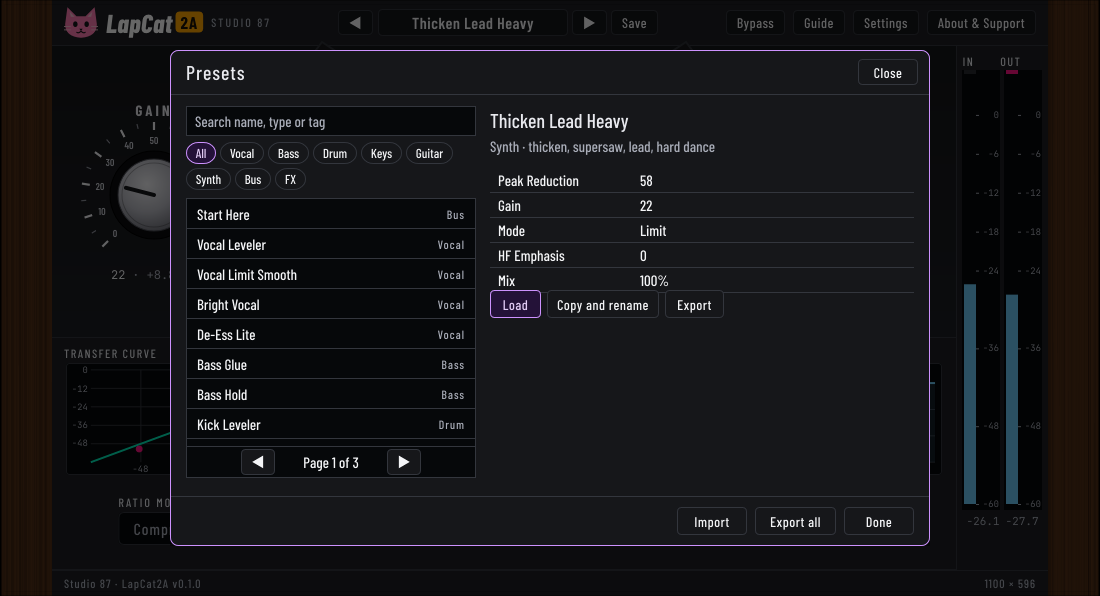 LapCat 2A STUDIO 87
◀ Thicken Lead Heavy ▶ Save
Bypass Guide Settings About & Support
Presets
Close
Search name, type or tag
All Vocal Bass Drum Keys Guitar
Synth Bus FX
Start Here Bus
Vocal Leveler Vocal
Vocal Limit Smooth Vocal
Bright Vocal Vocal
De-Ess Lite Vocal
Bass Glue Bass
Bass Hold Bass
Kick Leveler Drum
◀ Page 1 of 3 ▶
Thicken Lead Heavy
Synth · thicken, supersaw, lead, hard dance
Peak Reduction 58
Gain 22
Mode Limit
HF Emphasis 0
Mix 100%
Load Copy and rename Export
Import Export all Done
GAIN
0
10
20
30
40
50
22 · +8.
TRANSFER CURVE
0
-12
-24
-36
-48
-48
RATIO MO
Comp
IN OUT
0 0
-6 -6
-12 -12
-18 -18
-24 -24
-36 -36
-48 -48
-60 -60
-26.1 -27.7
Studio 87 · LapCat2A v0.1.0
1100 × 596